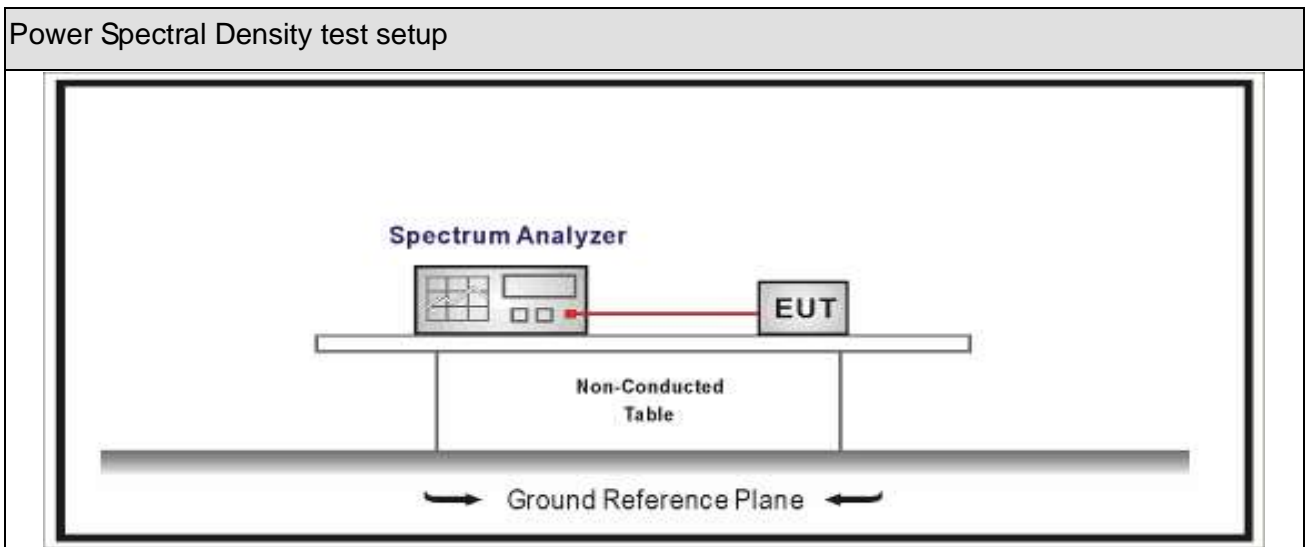 Power Spectral Density test setup
Spectrum Analyzer
EUT
Non-Conducted
Table
Ground Reference Plane